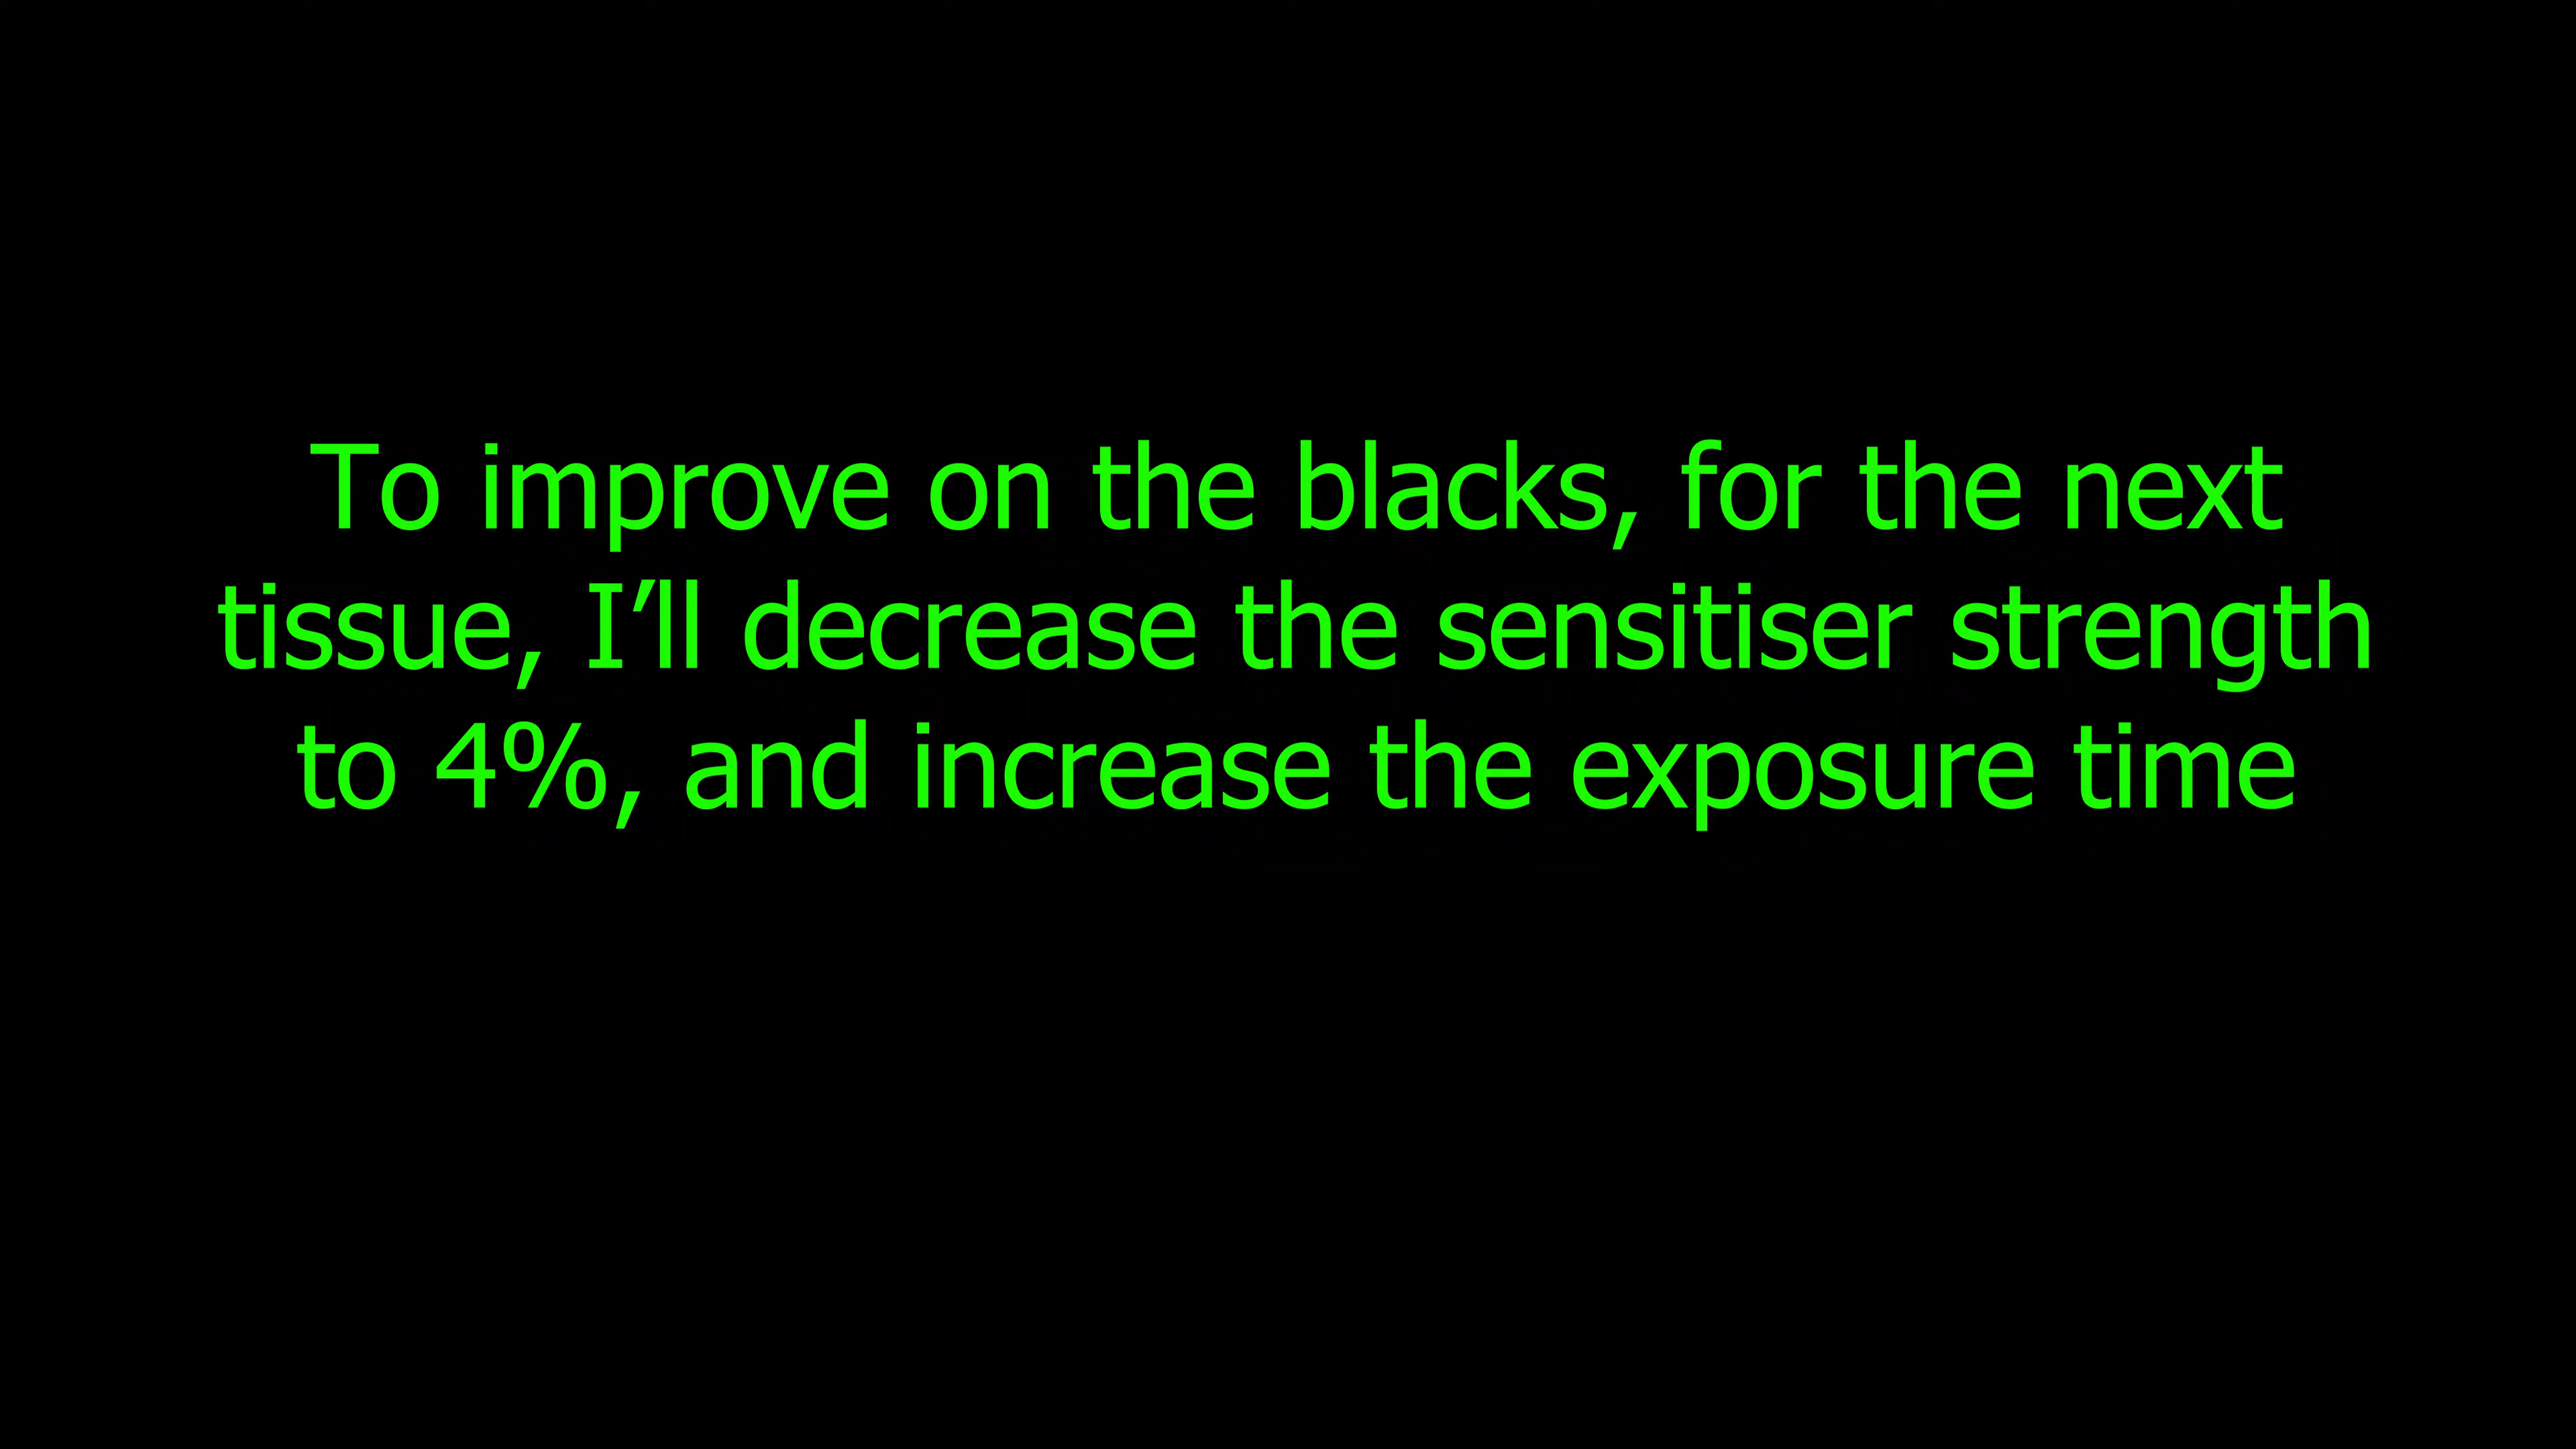 To improve on the blacks, for the next
tissue, I’ll decrease the sensitiser strength
to 4%, and increase the exposure time